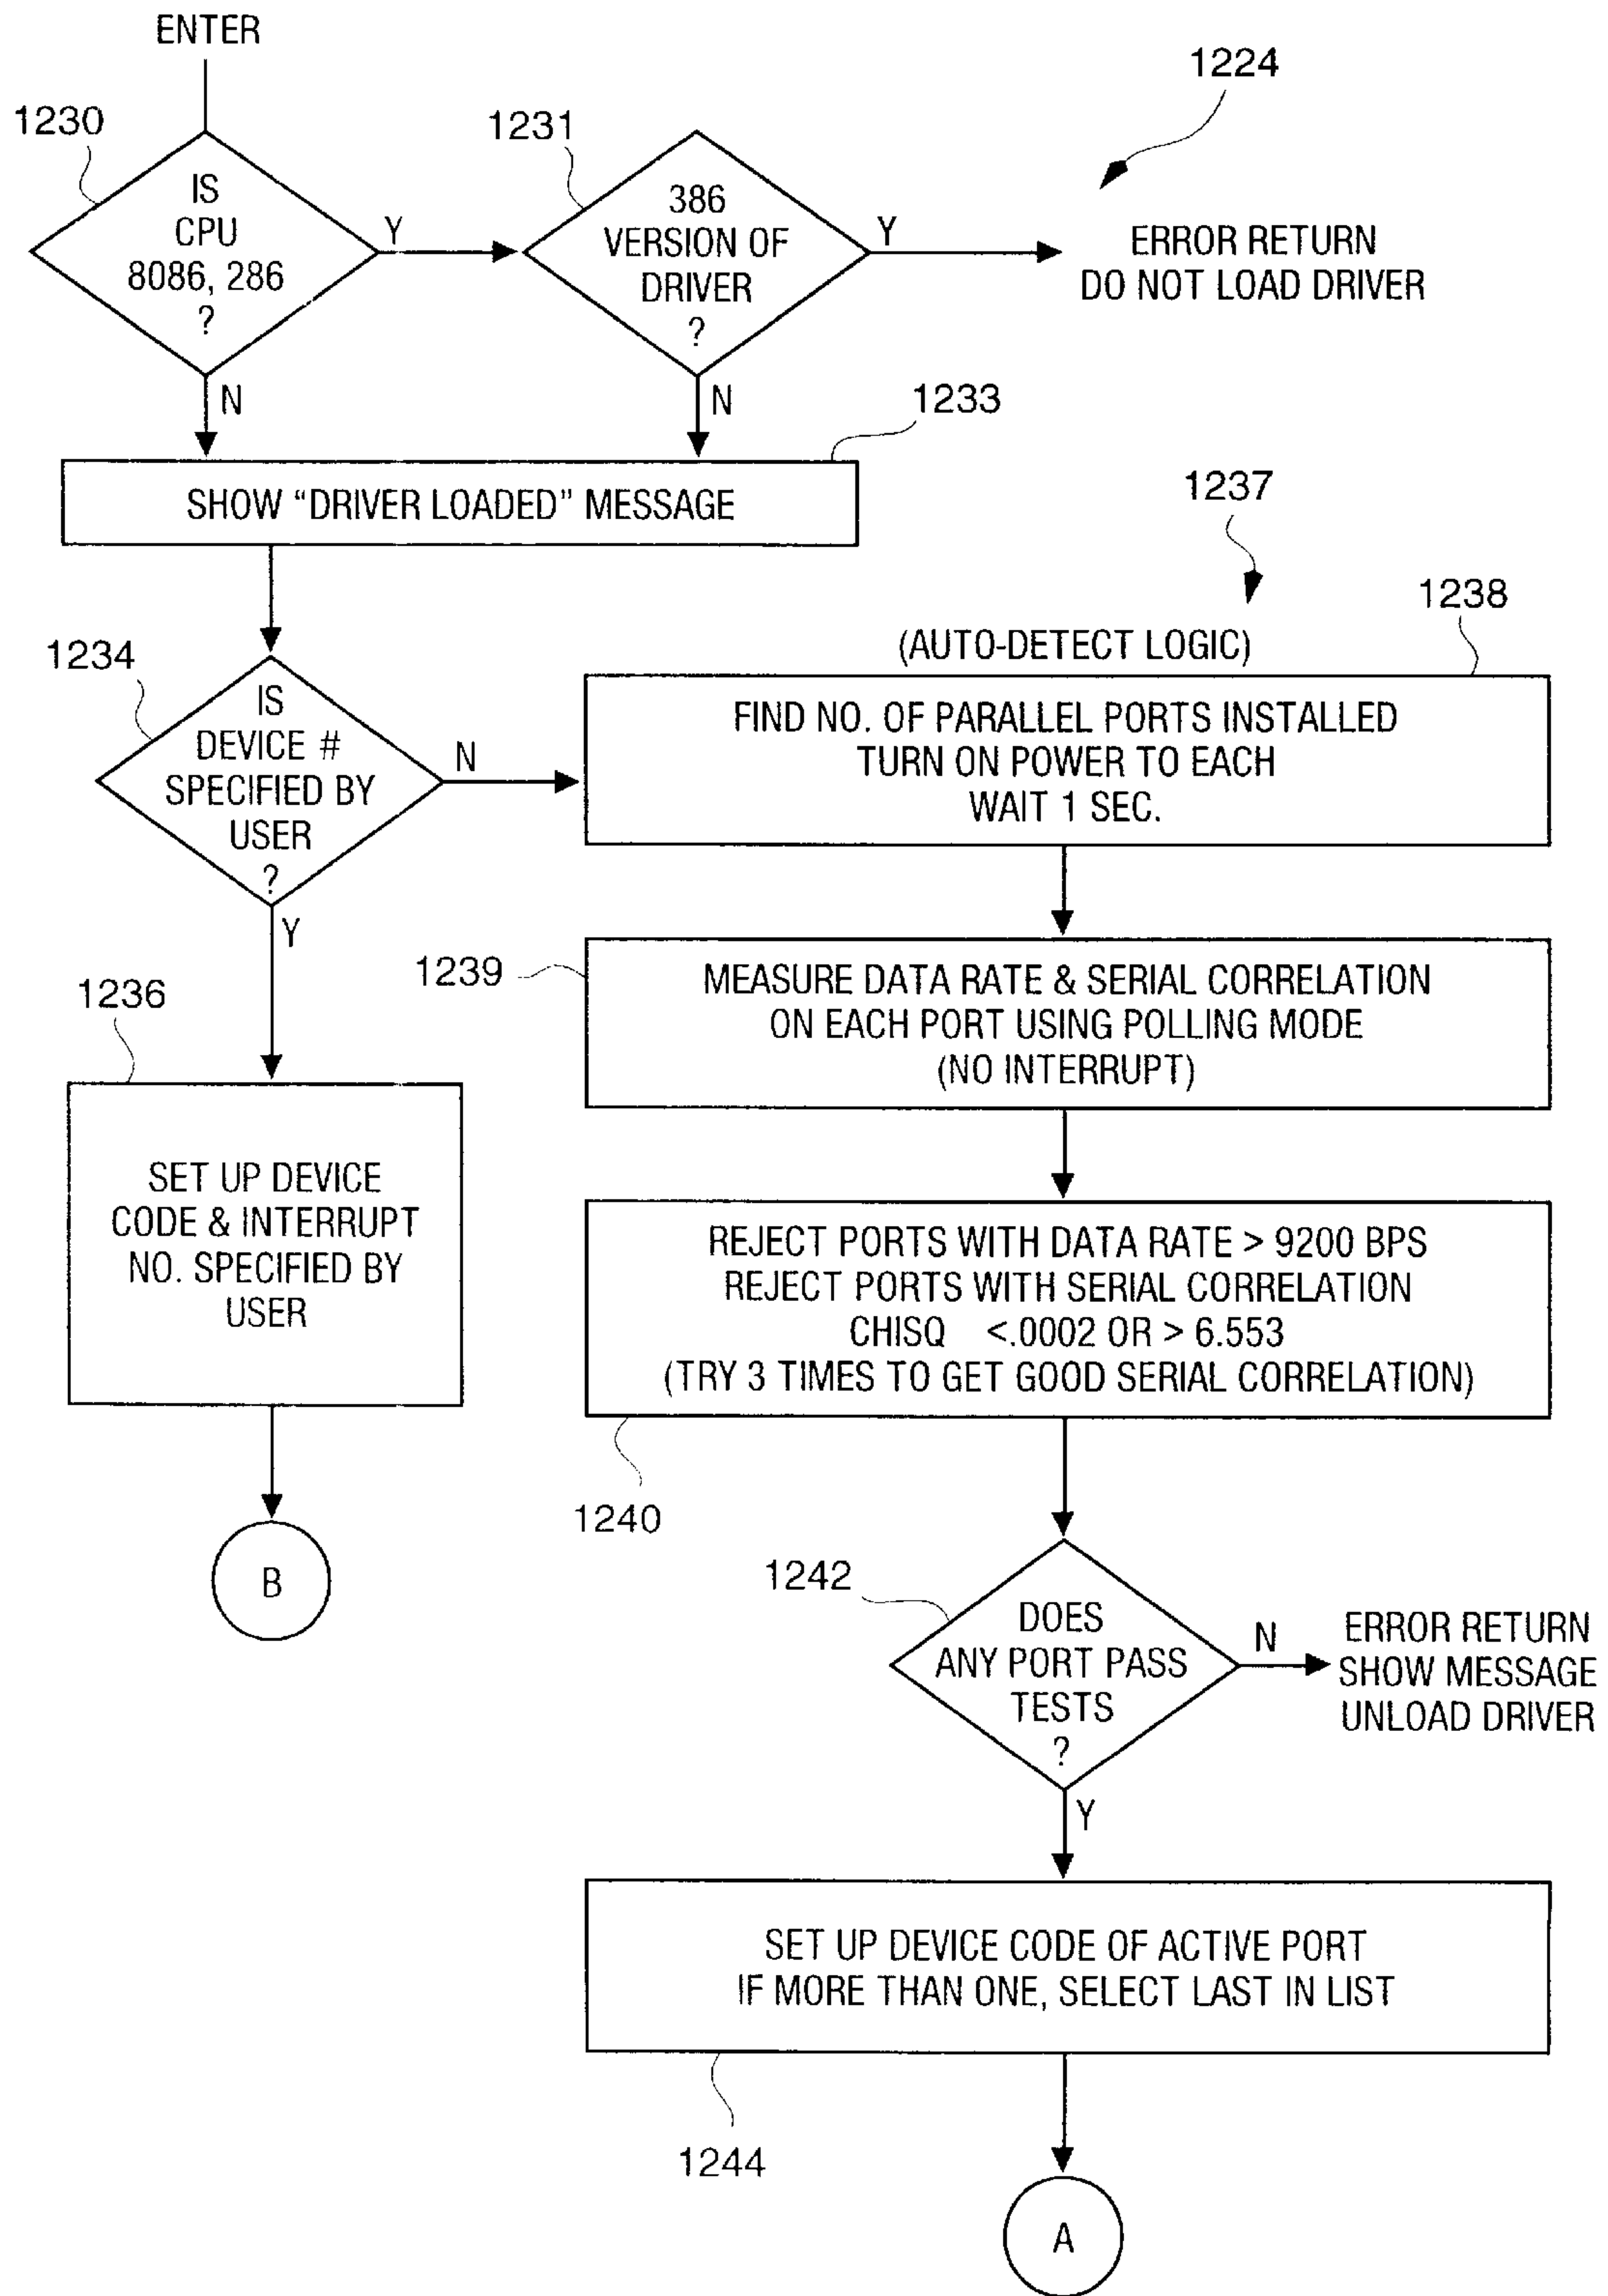 ENTER
1224
1230
1231
IS
CPU
8086, 286
?
Y
N
386
VERSION OF
DRIVER
?
Y
N
ERROR RETURN
DO NOT LOAD DRIVER
1233
SHOW “DRIVER LOADED” MESSAGE
1234
IS
DEVICE #
SPECIFIED BY
USER
?
N
Y
1236
SET UP DEVICE
CODE & INTERRUPT
NO. SPECIFIED BY
USER
B
1237
(AUTO-DETECT LOGIC)
1238
FIND NO. OF PARALLEL PORTS INSTALLED
TURN ON POWER TO EACH
WAIT 1 SEC.
1239
MEASURE DATA RATE & SERIAL CORRELATION
ON EACH PORT USING POLLING MODE
(NO INTERRUPT)
REJECT PORTS WITH DATA RATE > 9200 BPS
REJECT PORTS WITH SERIAL CORRELATION
CHISQ <.0002 OR > 6.553
(TRY 3 TIMES TO GET GOOD SERIAL CORRELATION)
1240
1242
DOES
ANY PORT PASS
TESTS
?
N
Y
ERROR RETURN
SHOW MESSAGE
UNLOAD DRIVER
SET UP DEVICE CODE OF ACTIVE PORT
IF MORE THAN ONE, SELECT LAST IN LIST
1244
A